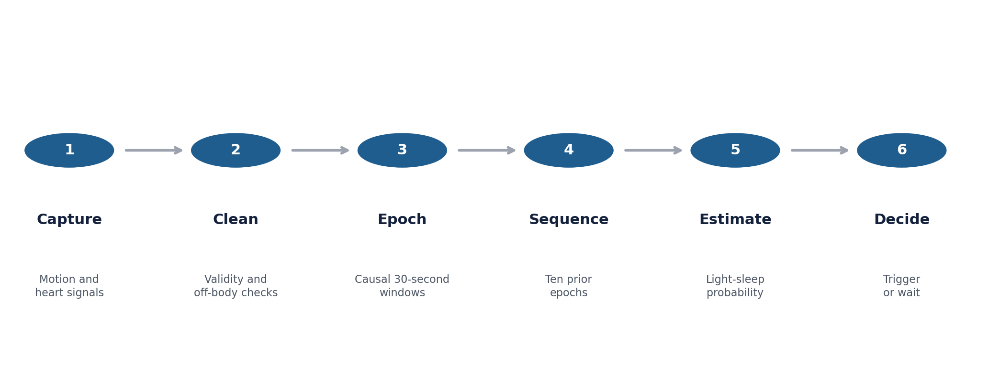 1
2
3
4
5
6
Capture
Clean
Epoch
Sequence
Estimate
Decide
Motion and
heart signals
Validity and
off-body checks
Causal 30-second
windows
Ten prior
epochs
Light-sleep
probability
Trigger
or wait